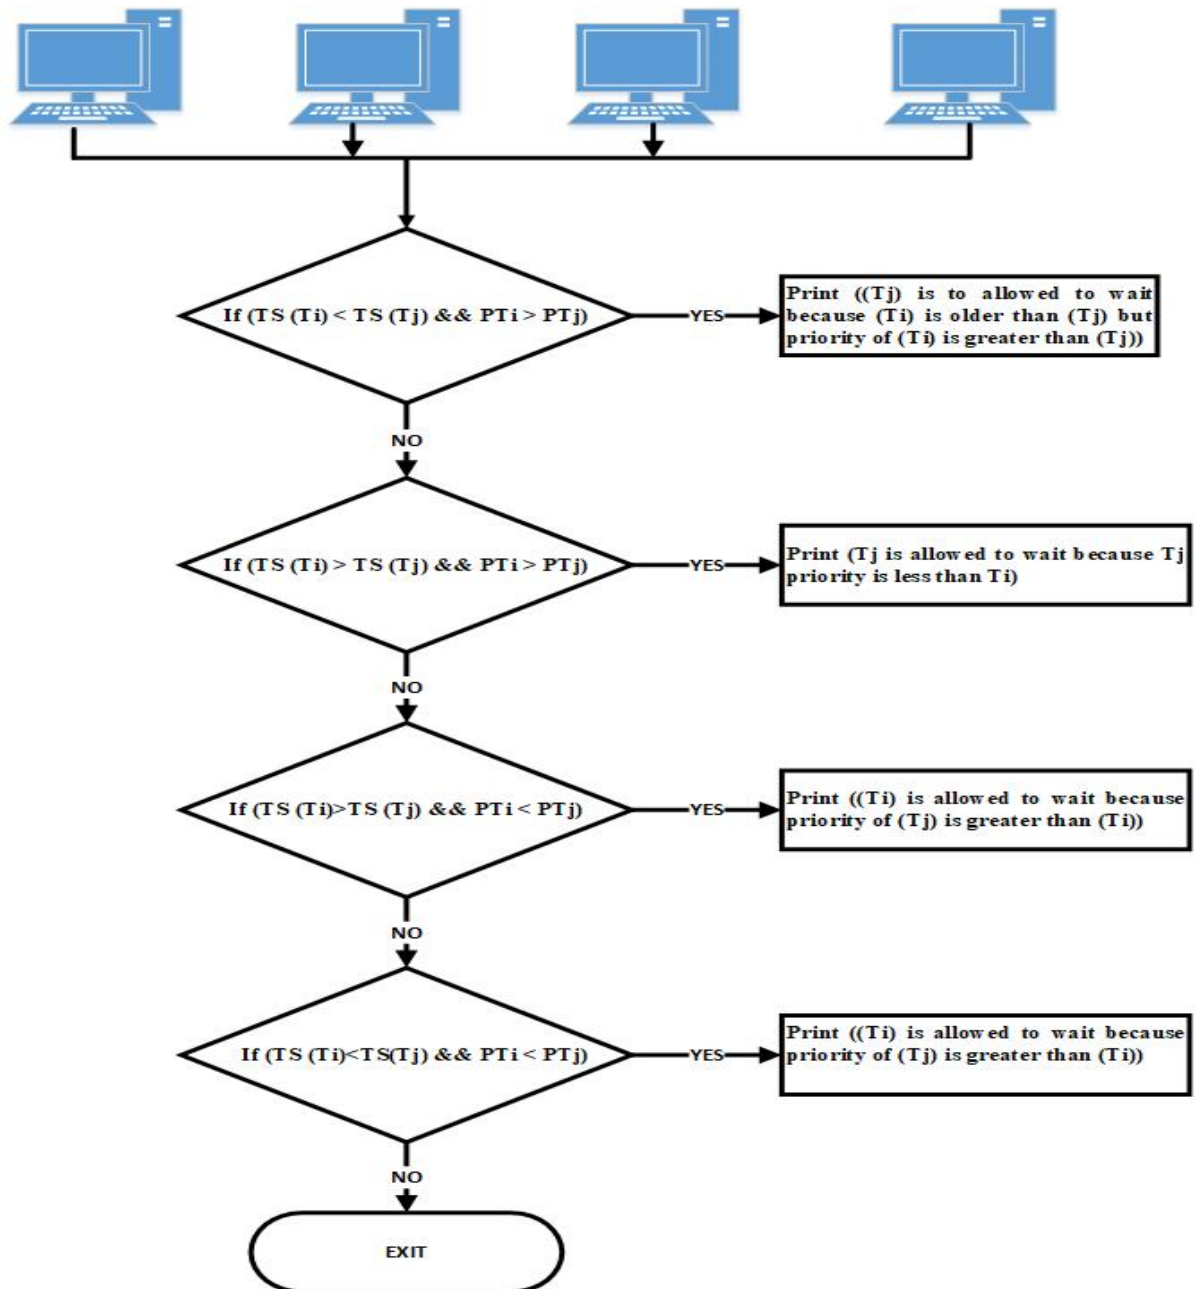 If (TS (Ti) < TS (Tj) && PTi > PTj)
YES
Print ((Tj) is to allowed to wait
because (Ti) is older than (Tj) but
priority of (Ti) is greater than (Tj))
NO
If (TS (Ti) > TS (Tj) && PTi > PTj)
YES
Print (Tj is allowed to wait because Tj
priority is less than Ti)
NO
If (TS (Ti)>TS (Tj) && PTi < PTj)
YES
Print ((Ti) is allowed to wait because
priority of (Tj) is greater than (Ti))
NO
If (TS (Ti)<TS(Tj) && PTi < PTj)
YES
Print ((Ti) is allowed to wait because
priority of (Tj) is greater than (Ti))
NO
EXIT